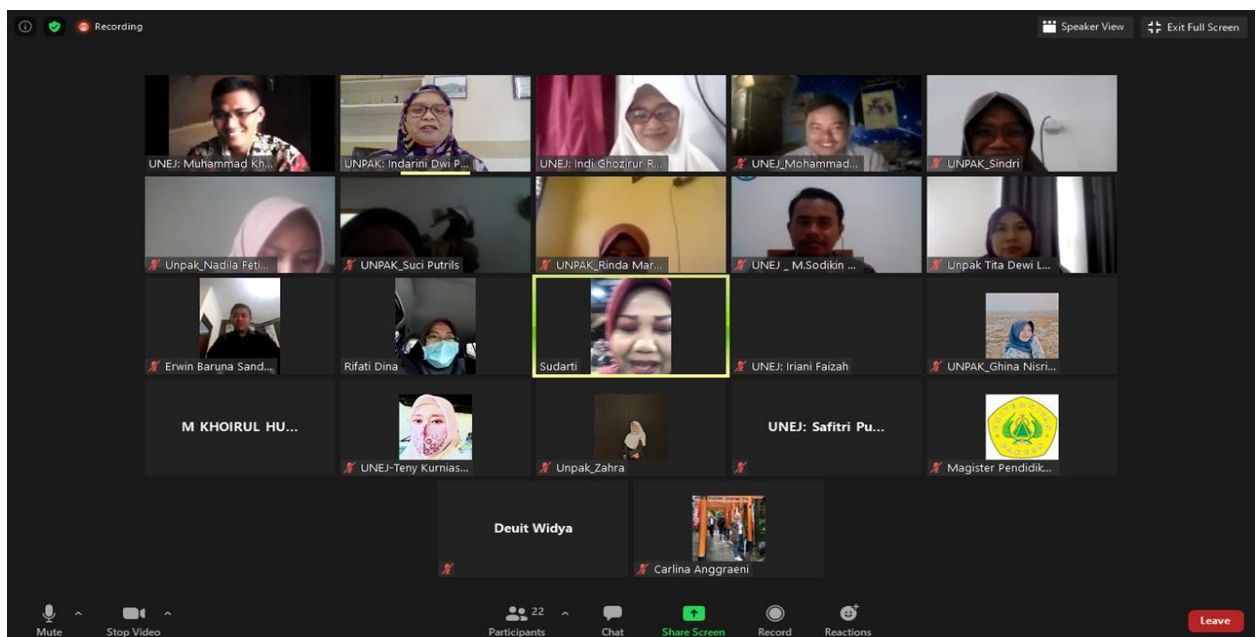 Recording
Speaker View
Exit Full Screen
UNEJ: Muhammad Kh...
UNPAK: Indarini Dwi P...
UNEJ: Indi Ghozirur R...
UNEJ_Mohammad...
UNPAK_Sindri
Unpak_Nadila Feti...
UNPAK_Suci Putrils
UNPAK_Rinda Mar...
UNEJ _ M.Sodikin ...
Unpak Tita Dewi L...
Erwin Baruna Sand...
Rifati Dina
Sudarti
UNEJ: Iriani Faizah
UNPAK_Ghina Nisri...
M KHOIRUL HU...
UNEJ-Teny Kurnias...
Unpak_Zahra
UNEJ: Safitri Pu...
Magister Pendidik...
Deuit Widya
Carlina Anggraeni
Mute
Stop Video
22
Participants
Chat
Share Screen
Record
Reactions
Leave